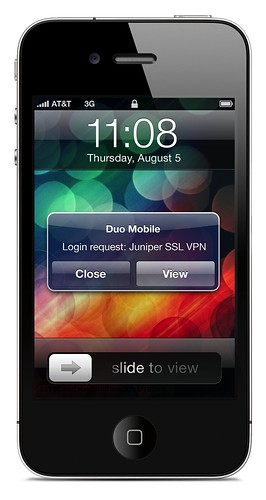 AT&T 3G
11:08
Thursday, August 5
Duo Mobile
Login request: Juniper SSL VPN
Close View
slide to view